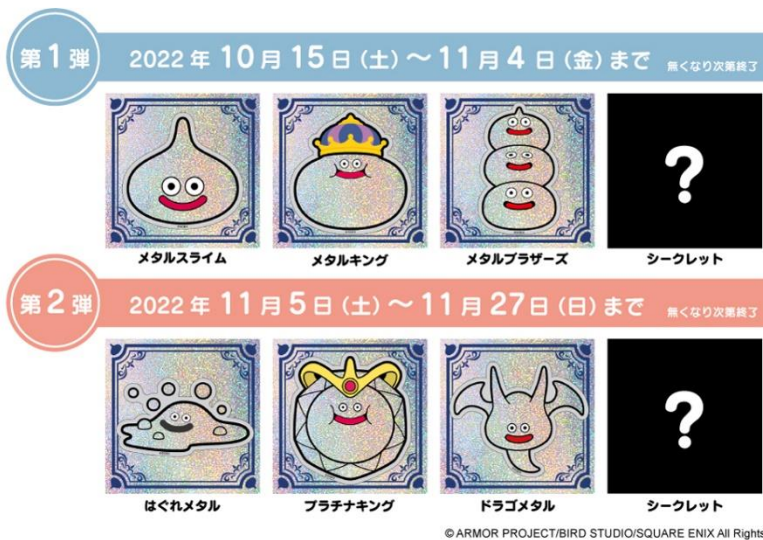 第1弾
2022年10月15日(土)～11月4日(金)まで 無くなり次第終了
メタルスライム メタルキング メタルブラザーズ シークレット
?
第2弾
2022年11月5日(土)～11月27日(日)まで 無くなり次第終了
はぐれメタル プラチナキング ドラゴメタル シークレット
?
© ARMOR PROJECT/BIRD STUDIO/SQUARE ENIX All Rights